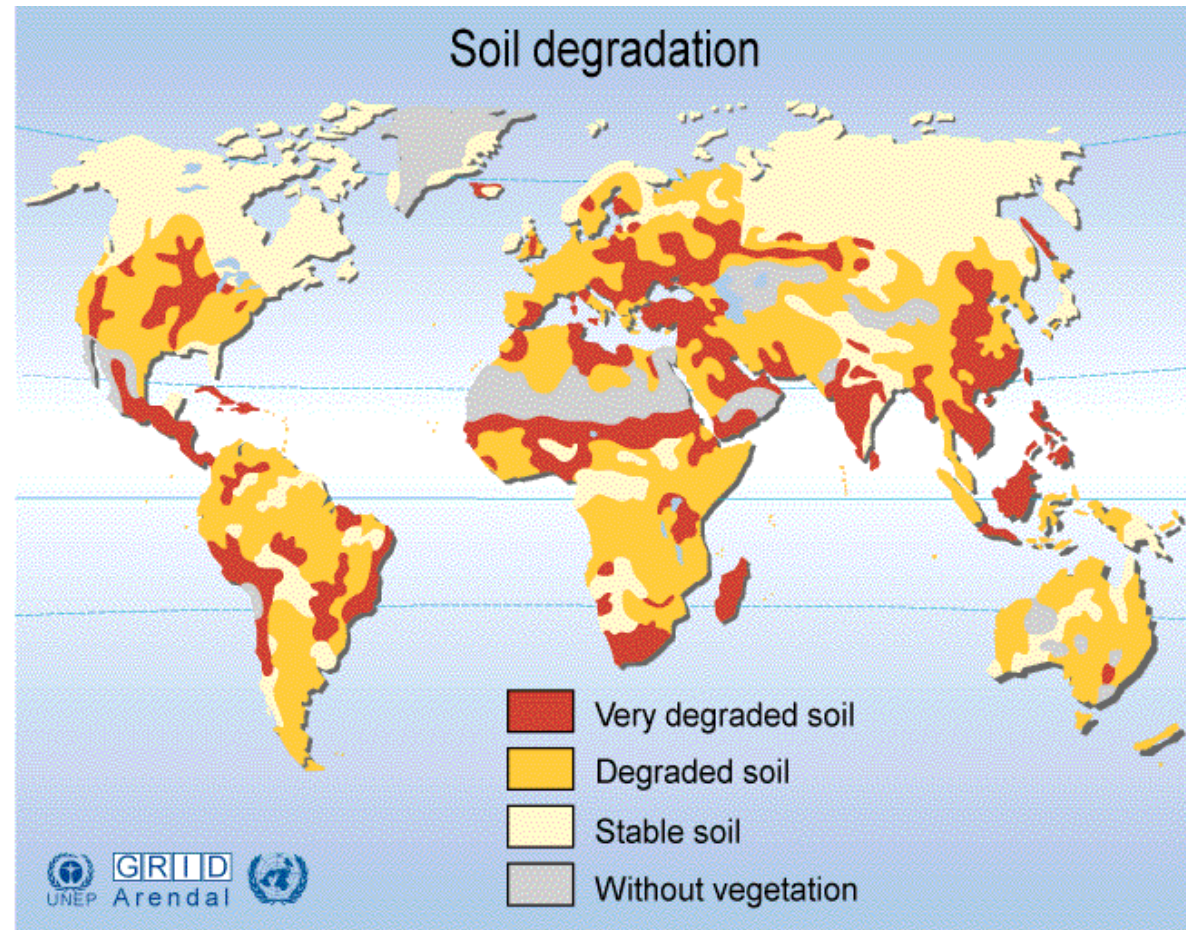 Soil degradation
Very degraded soil
Degraded soil
Stable soil
Without vegetation
UNEP
GRID
Arendal